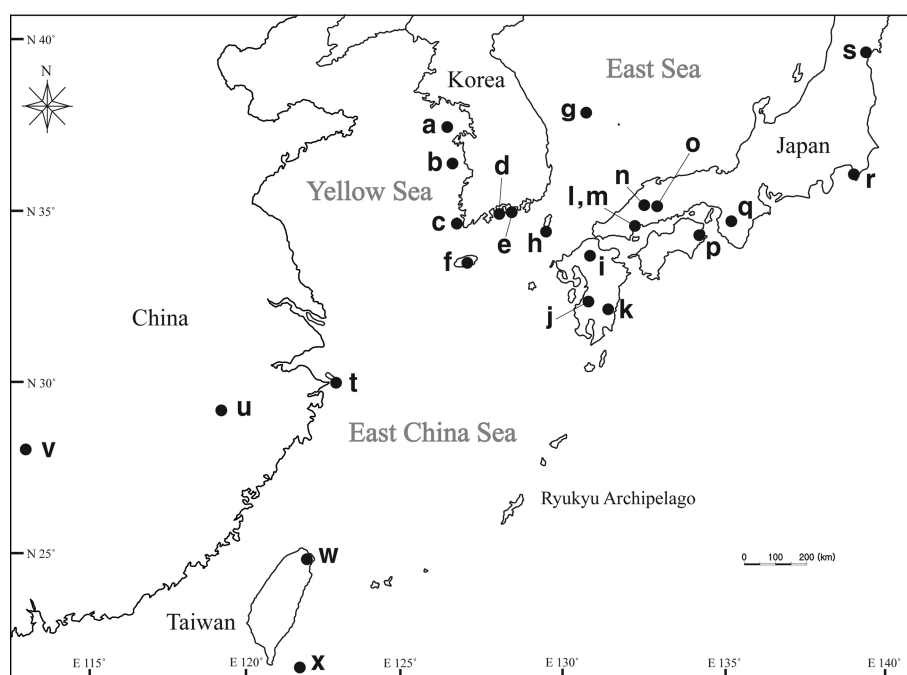 N 40°
N
Korea
East Sea
s
a
g
Japan
o
b
d
n
r
Yellow Sea
l,m
N 35°
c
q
e
h
p
f
i
China
j
k
N 30°
t
u
East China Sea
v
Ryukyu Archipelago
N 25°
w
0 100 200 (km)
Taiwan
x
E 115°
E 120°
E 125°
E 130°
E 135°
E 140°